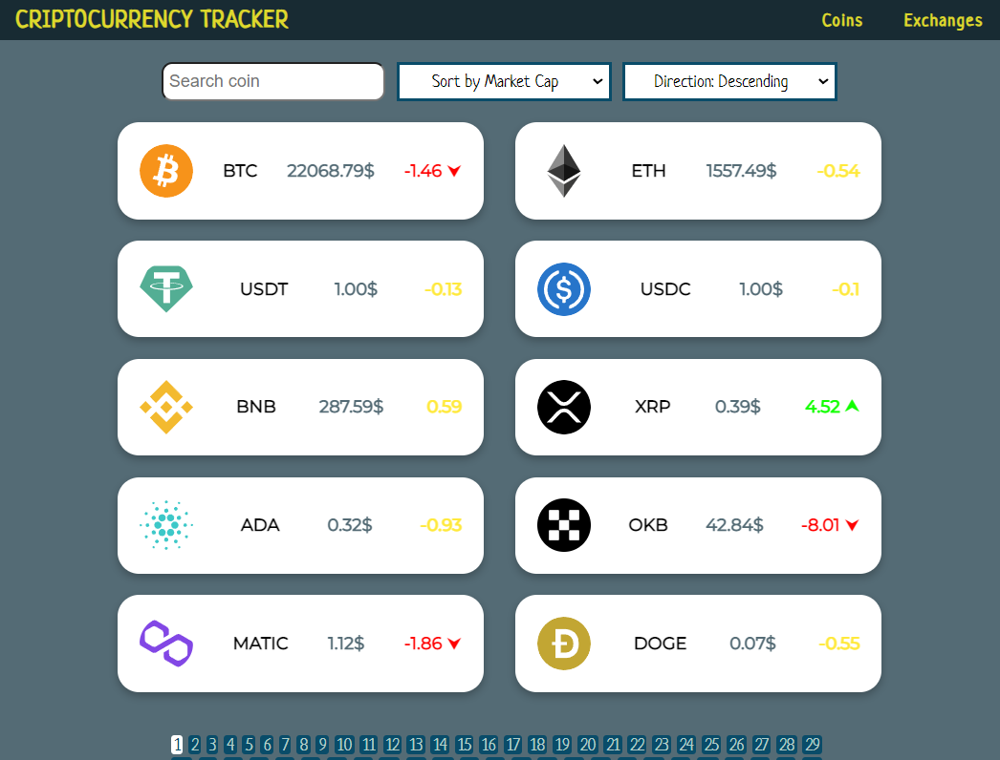 CRIPTOCURRENCY TRACKER Coins Exchanges
Search coin Sort by Market Cap Direction: Descending
BTC 22068.79$ -1.46 ETH 1557.49$ -0.54
USDT 1.00$ -0.13 USDC 1.00$ -0.1
BNB 287.59$ 0.59 XRP 0.39$ 4.52
ADA 0.32$ -0.93 OKB 42.84$ -8.01
MATIC 1.12$ -1.86 DOGE 0.07$ -0.55
1 2 3 4 5 6 7 8 9 10 11 12 13 14 15 16 17 18 19 20 21 22 23 24 25 26 27 28 29